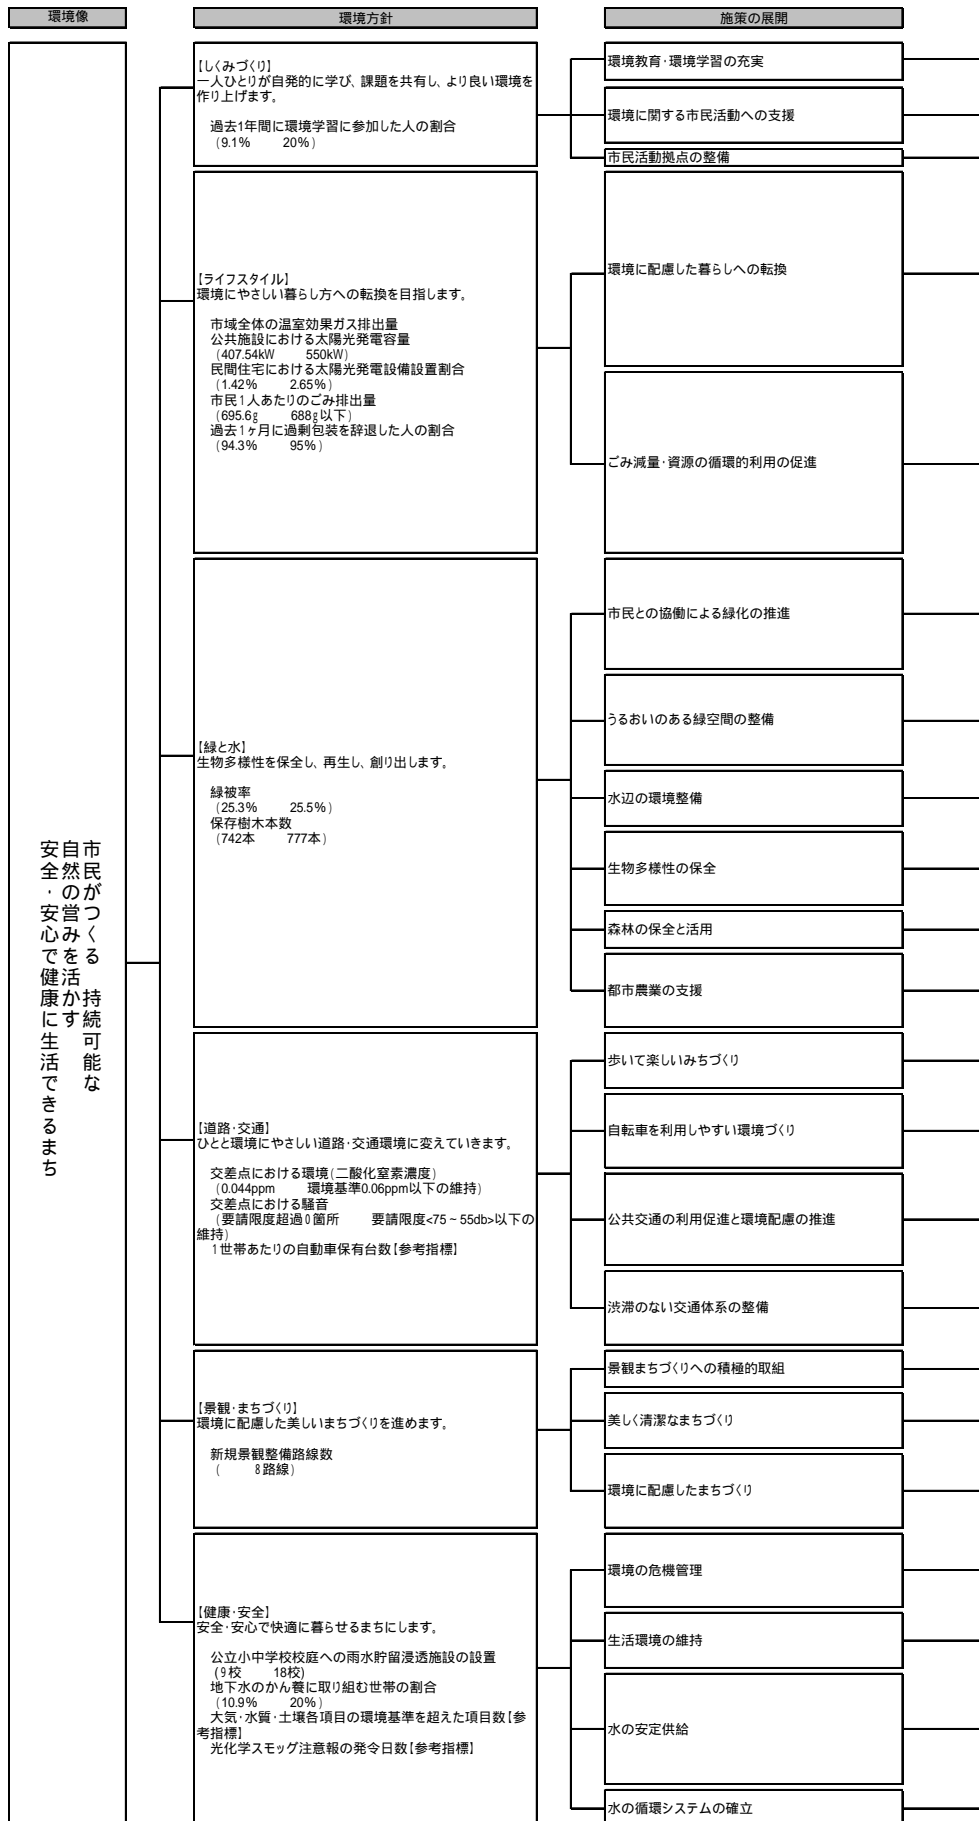 環境像
環境方針
施策の展開
市民がつくる　持続可能な
自然の営みを活かす
安全・安心で健康に生活できるまち
【しくみづくり】
一人ひとりが自発的に学び、課題を共有し、より良い環境を
作り上げます。
過去1年間に環境学習に参加した人の割合
(9.1%　　20%)
環境教育・環境学習の充実
環境に関する市民活動への支援
市民活動拠点の整備
【ライフスタイル】
環境にやさしい暮らし方への転換を目指します。
市域全体の温室効果ガス排出量
公共施設における太陽光発電容量
(407.54kW　　550kW)
民間住宅における太陽光発電設備設置割合
(1.42%　　2.65%)
市民1人あたりのごみ排出量
(695.6g　　688g以下)
過去1ヶ月に過剰包装を辞退した人の割合
(94.3%　　95%)
環境に配慮した暮らしへの転換
ごみ減量・資源の循環的利用の促進
【緑と水】
生物多様性を保全し、再生し、創り出します。
緑被率
(25.3%　　25.5%)
保存樹木本数
(742本　　777本)
市民との協働による緑化の推進
うるおいのある緑空間の整備
水辺の環境整備
生物多様性の保全
森林の保全と活用
都市農業の支援
【道路・交通】
ひとと環境にやさしい道路・交通環境に変えていきます。
交差点における環境(二酸化窒素濃度)
(0.044ppm　　環境基準0.06ppm以下の維持)
交差点における騒音
(要請限度超過0箇所　　要請限度<75～55db>以下の
維持)
1世帯あたりの自動車保有台数【参考指標】
歩いて楽しいみちづくり
自転車を利用しやすい環境づくり
公共交通の利用促進と環境配慮の推進
渋滞のない交通体系の整備
【景観・まちづくり】
環境に配慮した美しいまちづくりを進めます。
新規景観整備路線数
(　　8路線)
景観まちづくりへの積極的取組
美しく清潔なまちづくり
環境に配慮したまちづくり
【健康・安全】
安全・安心で快適に暮らせるまちにします。
公立小中学校校庭への雨水貯留浸透施設の設置
(9校　　18校)
地下水のかん養に取り組む世帯の割合
(10.9%　　20%)
大気・水質・土壌各項目の環境基準を超えた項目数【参
考指標】
光化学スモッグ注意報の発令日数【参考指標】
環境の危機管理
生活環境の維持
水の安定供給
水の循環システムの確立